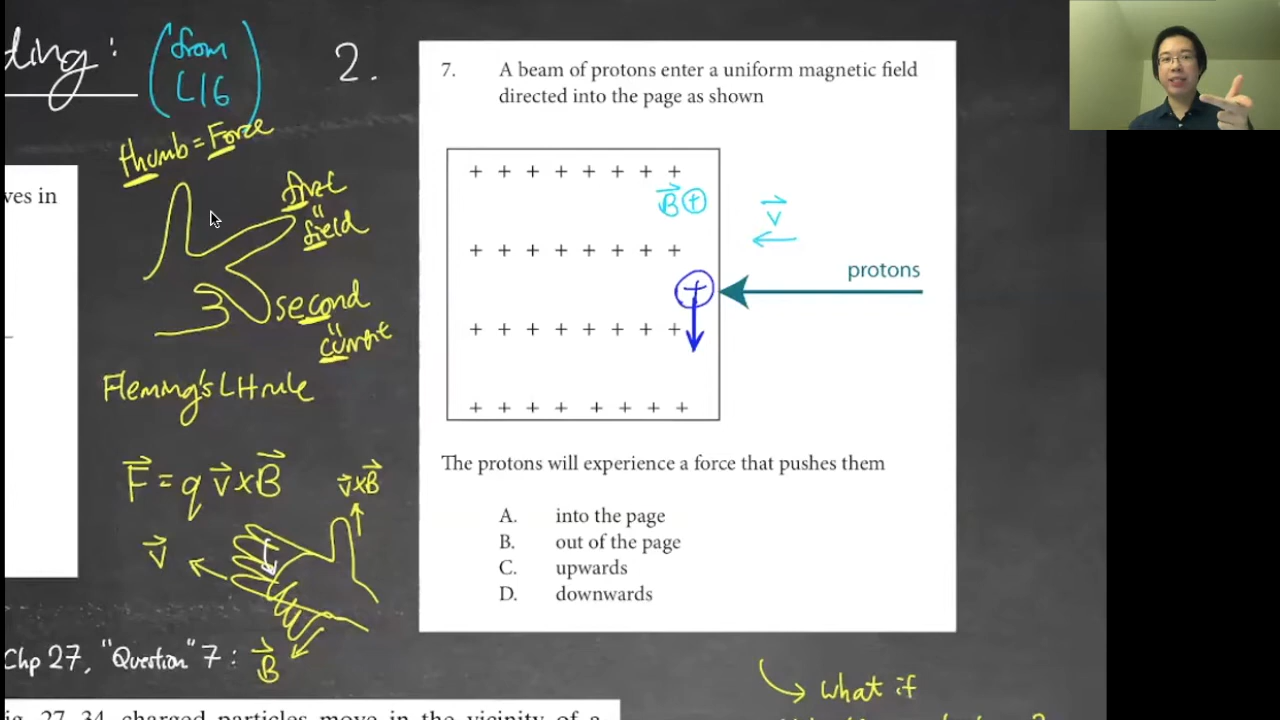 ding: (from
L16)
thumb = Force
first
"
field
second
"
current
Fleming's LH rule
F = q v x B
v x B
v
B
Chp 27, "Question" 7:
ves in
2.
7. A beam of protons enter a uniform magnetic field
directed into the page as shown
+ + + + + + + +
B +
v
+ + + + + + + +
protons
+
+ + + + + + + +
+ + + + + + + +
The protons will experience a force that pushes them
A. into the page
B. out of the page
C. upwards
D. downwards
what if
27-34, charged particles move in the vicinity of a